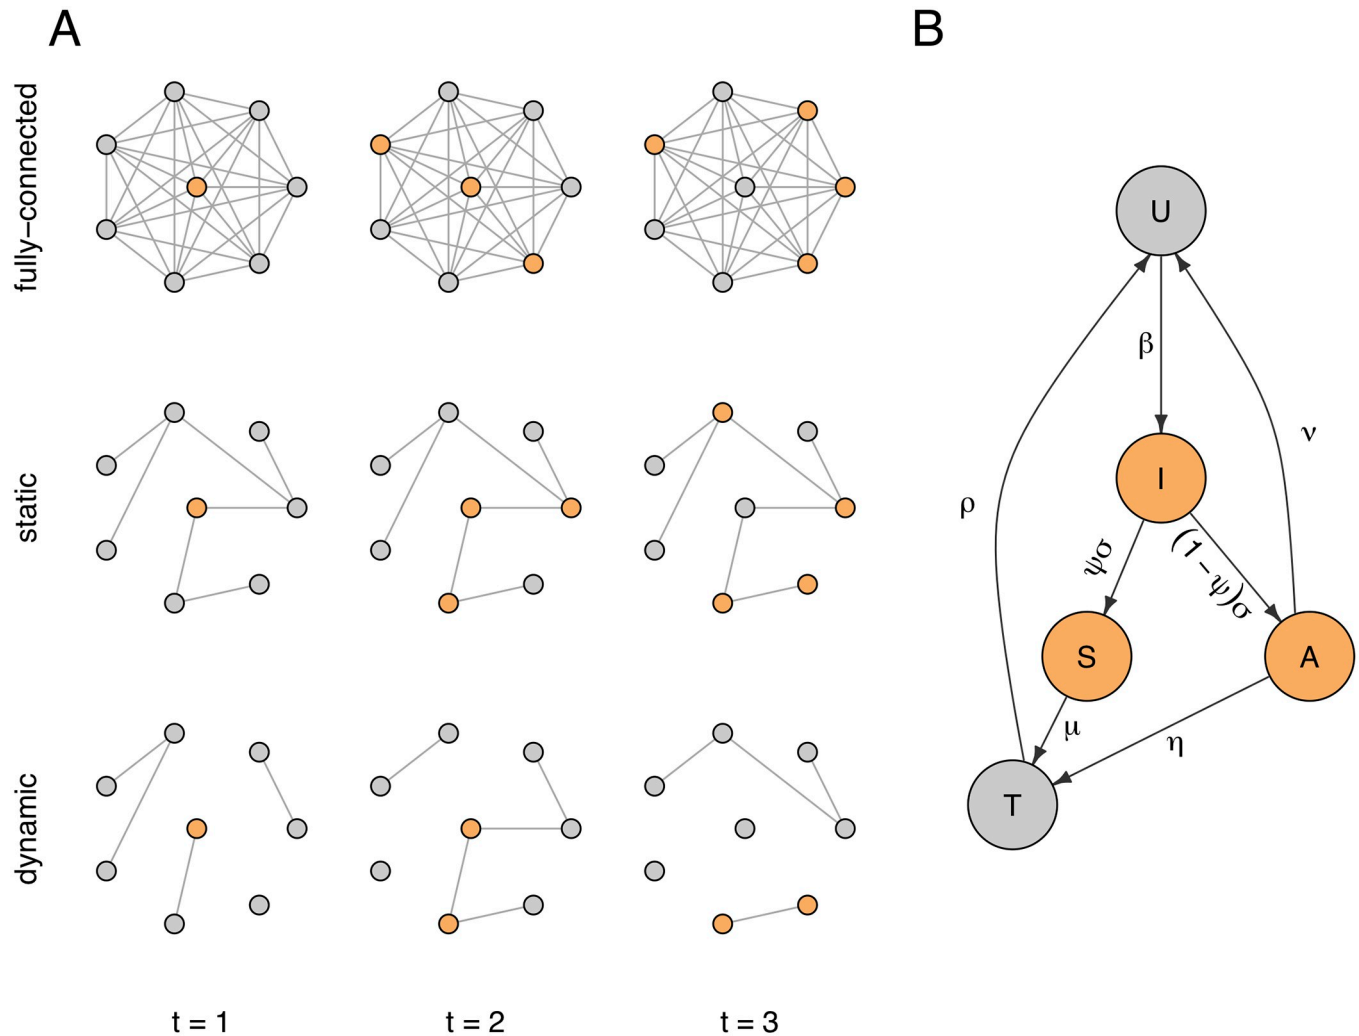 A
B
fully−connected
static
dynamic
t = 1
t = 2
t = 3
U
β
ν
I
ρ
ψσ
(1 − ψ)σ
S
A
μ
η
T